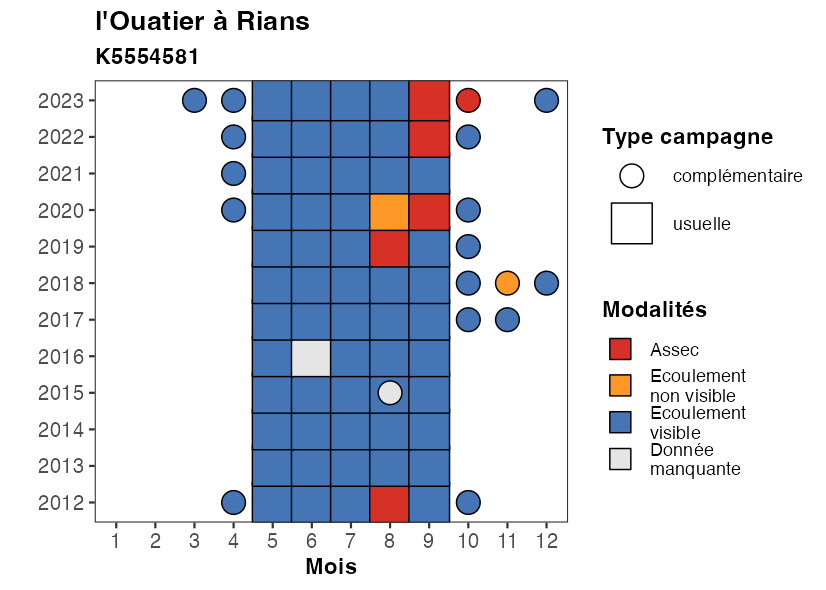 l'Ouatier à Rians
K5554581
2023
2022
2021
2020
2019
2018
2017
2016
2015
2014
2013
2012
1 2 3 4 5 6 7 8 9 10 11 12
Mois
Type campagne
complémentaire
usuelle
Modalités
Assec
Ecoulement
non visible
Ecoulement
visible
Donnée
manquante